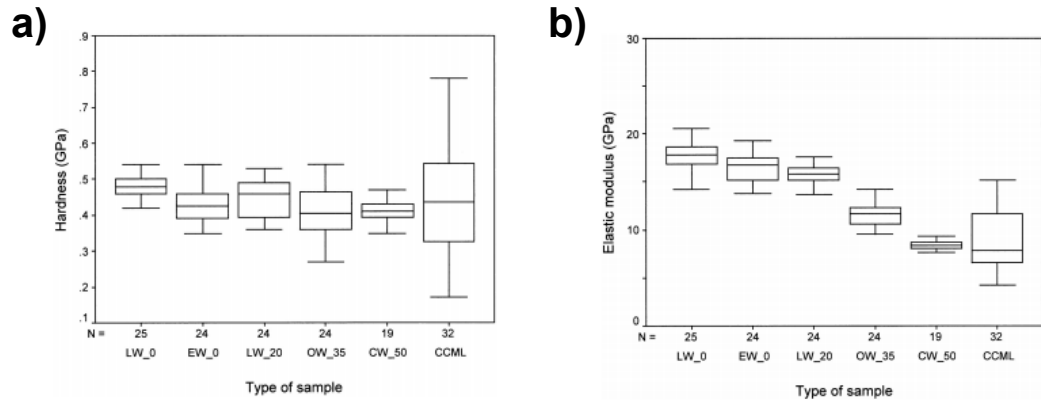 a)
Hardness (GPa)
.9
.8
.7
.6
.5
.4
.3
.2
.1
N = 25 24 24 24 19 32
LW_0 EW_0 LW_20 OW_35 CW_50 CCML
Type of sample
b)
Elastic modulus (GPa)
30
20
10
0
N = 25 24 24 24 19 32
LW_0 EW_0 LW_20 OW_35 CW_50 CCML
Type of sample